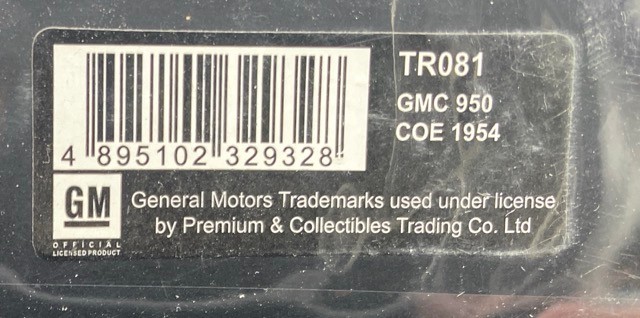 TR081
GMC 950
COE 1954
4 895102 329328
GM
OFFICIAL
LICENSED PRODUCT
General Motors Trademarks used under license
by Premium & Collectibles Trading Co. Ltd